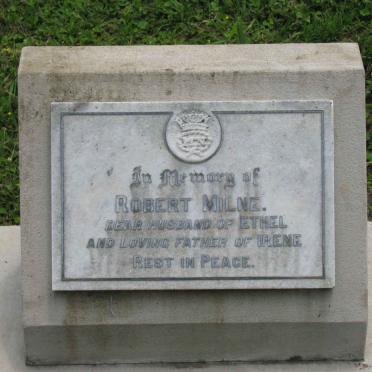 In Memory of
ROBERT MILNE.
DEAR HUSBAND OF ETHEL
AND LOVING FATHER OF IRENE
REST IN PEACE.